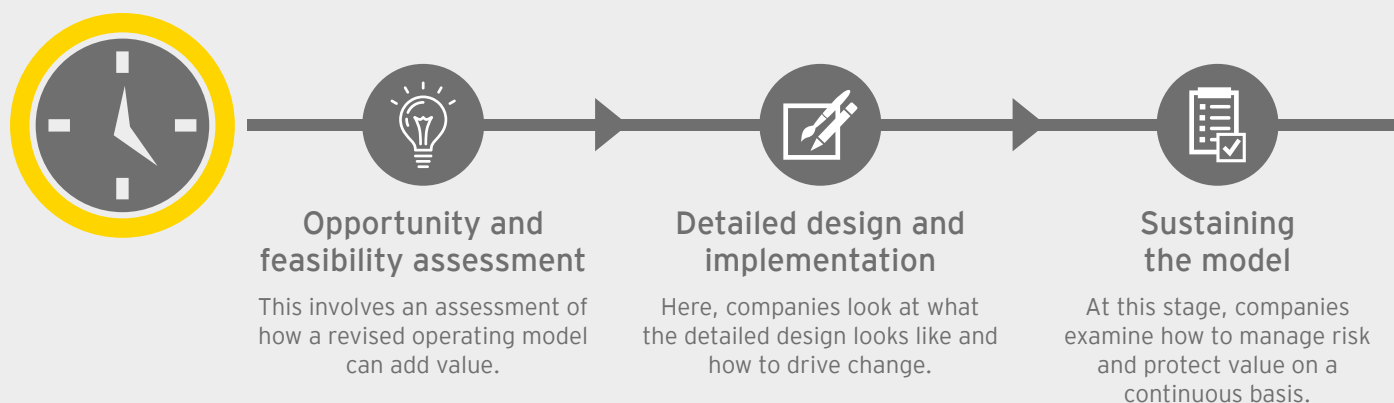 Opportunity and
feasibility assessment
This involves an assessment of
how a revised operating model
can add value.
Detailed design and
implementation
Here, companies look at what
the detailed design looks like and
how to drive change.
Sustaining
the model
At this stage, companies
examine how to manage risk
and protect value on a
continuous basis.